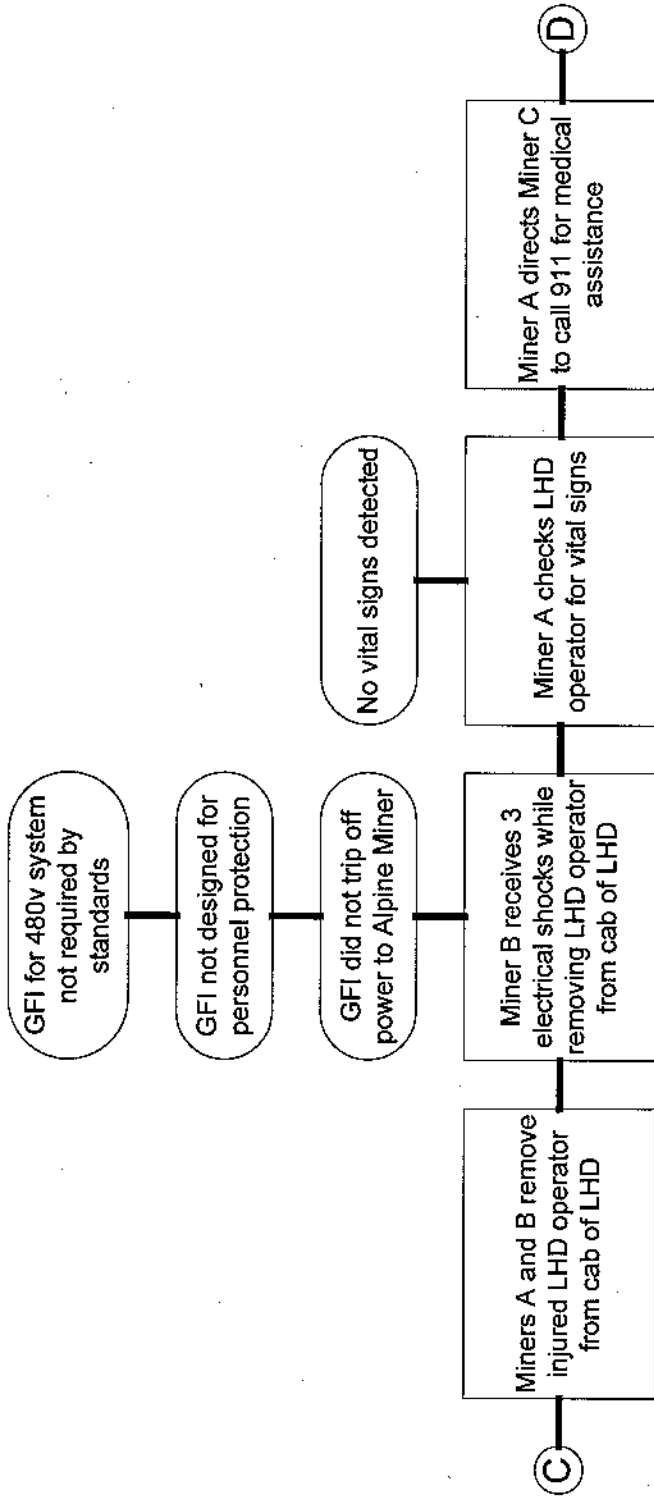 GFI for 480v system
not required by
standards
GFI not designed for
personnel protection
GFI did not trip off
power to Alpine Miner
No vital signs detected
C
Miners A and B remove
injured LHD operator
from cab of LHD
Miner B receives 3
electrical shocks while
removing LHD operator
from cab of LHD
Miner A checks LHD
operator for vital signs
Miner A directs Miner C
to call 911 for medical
assistance
D